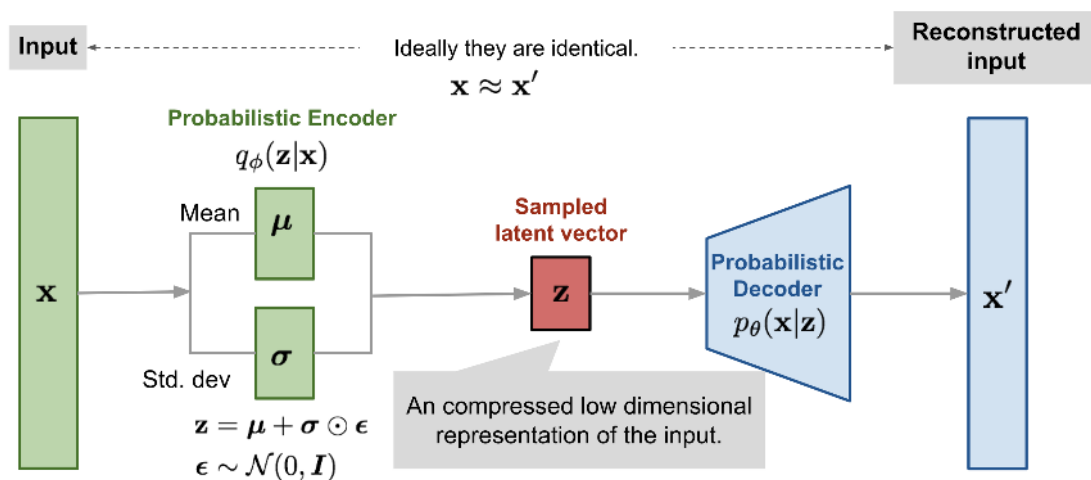 Input
Ideally they are identical.
x ≈ x′
Reconstructed
input
Probabilistic Encoder
qϕ(z|x)
Mean
μ
x
Std. dev
σ
z = μ + σ ⊙ ϵ
ϵ ∼ 𝒩(0, I)
Sampled
latent vector
z
An compressed low dimensional
representation of the input.
Probabilistic
Decoder
pθ(x|z)
x′